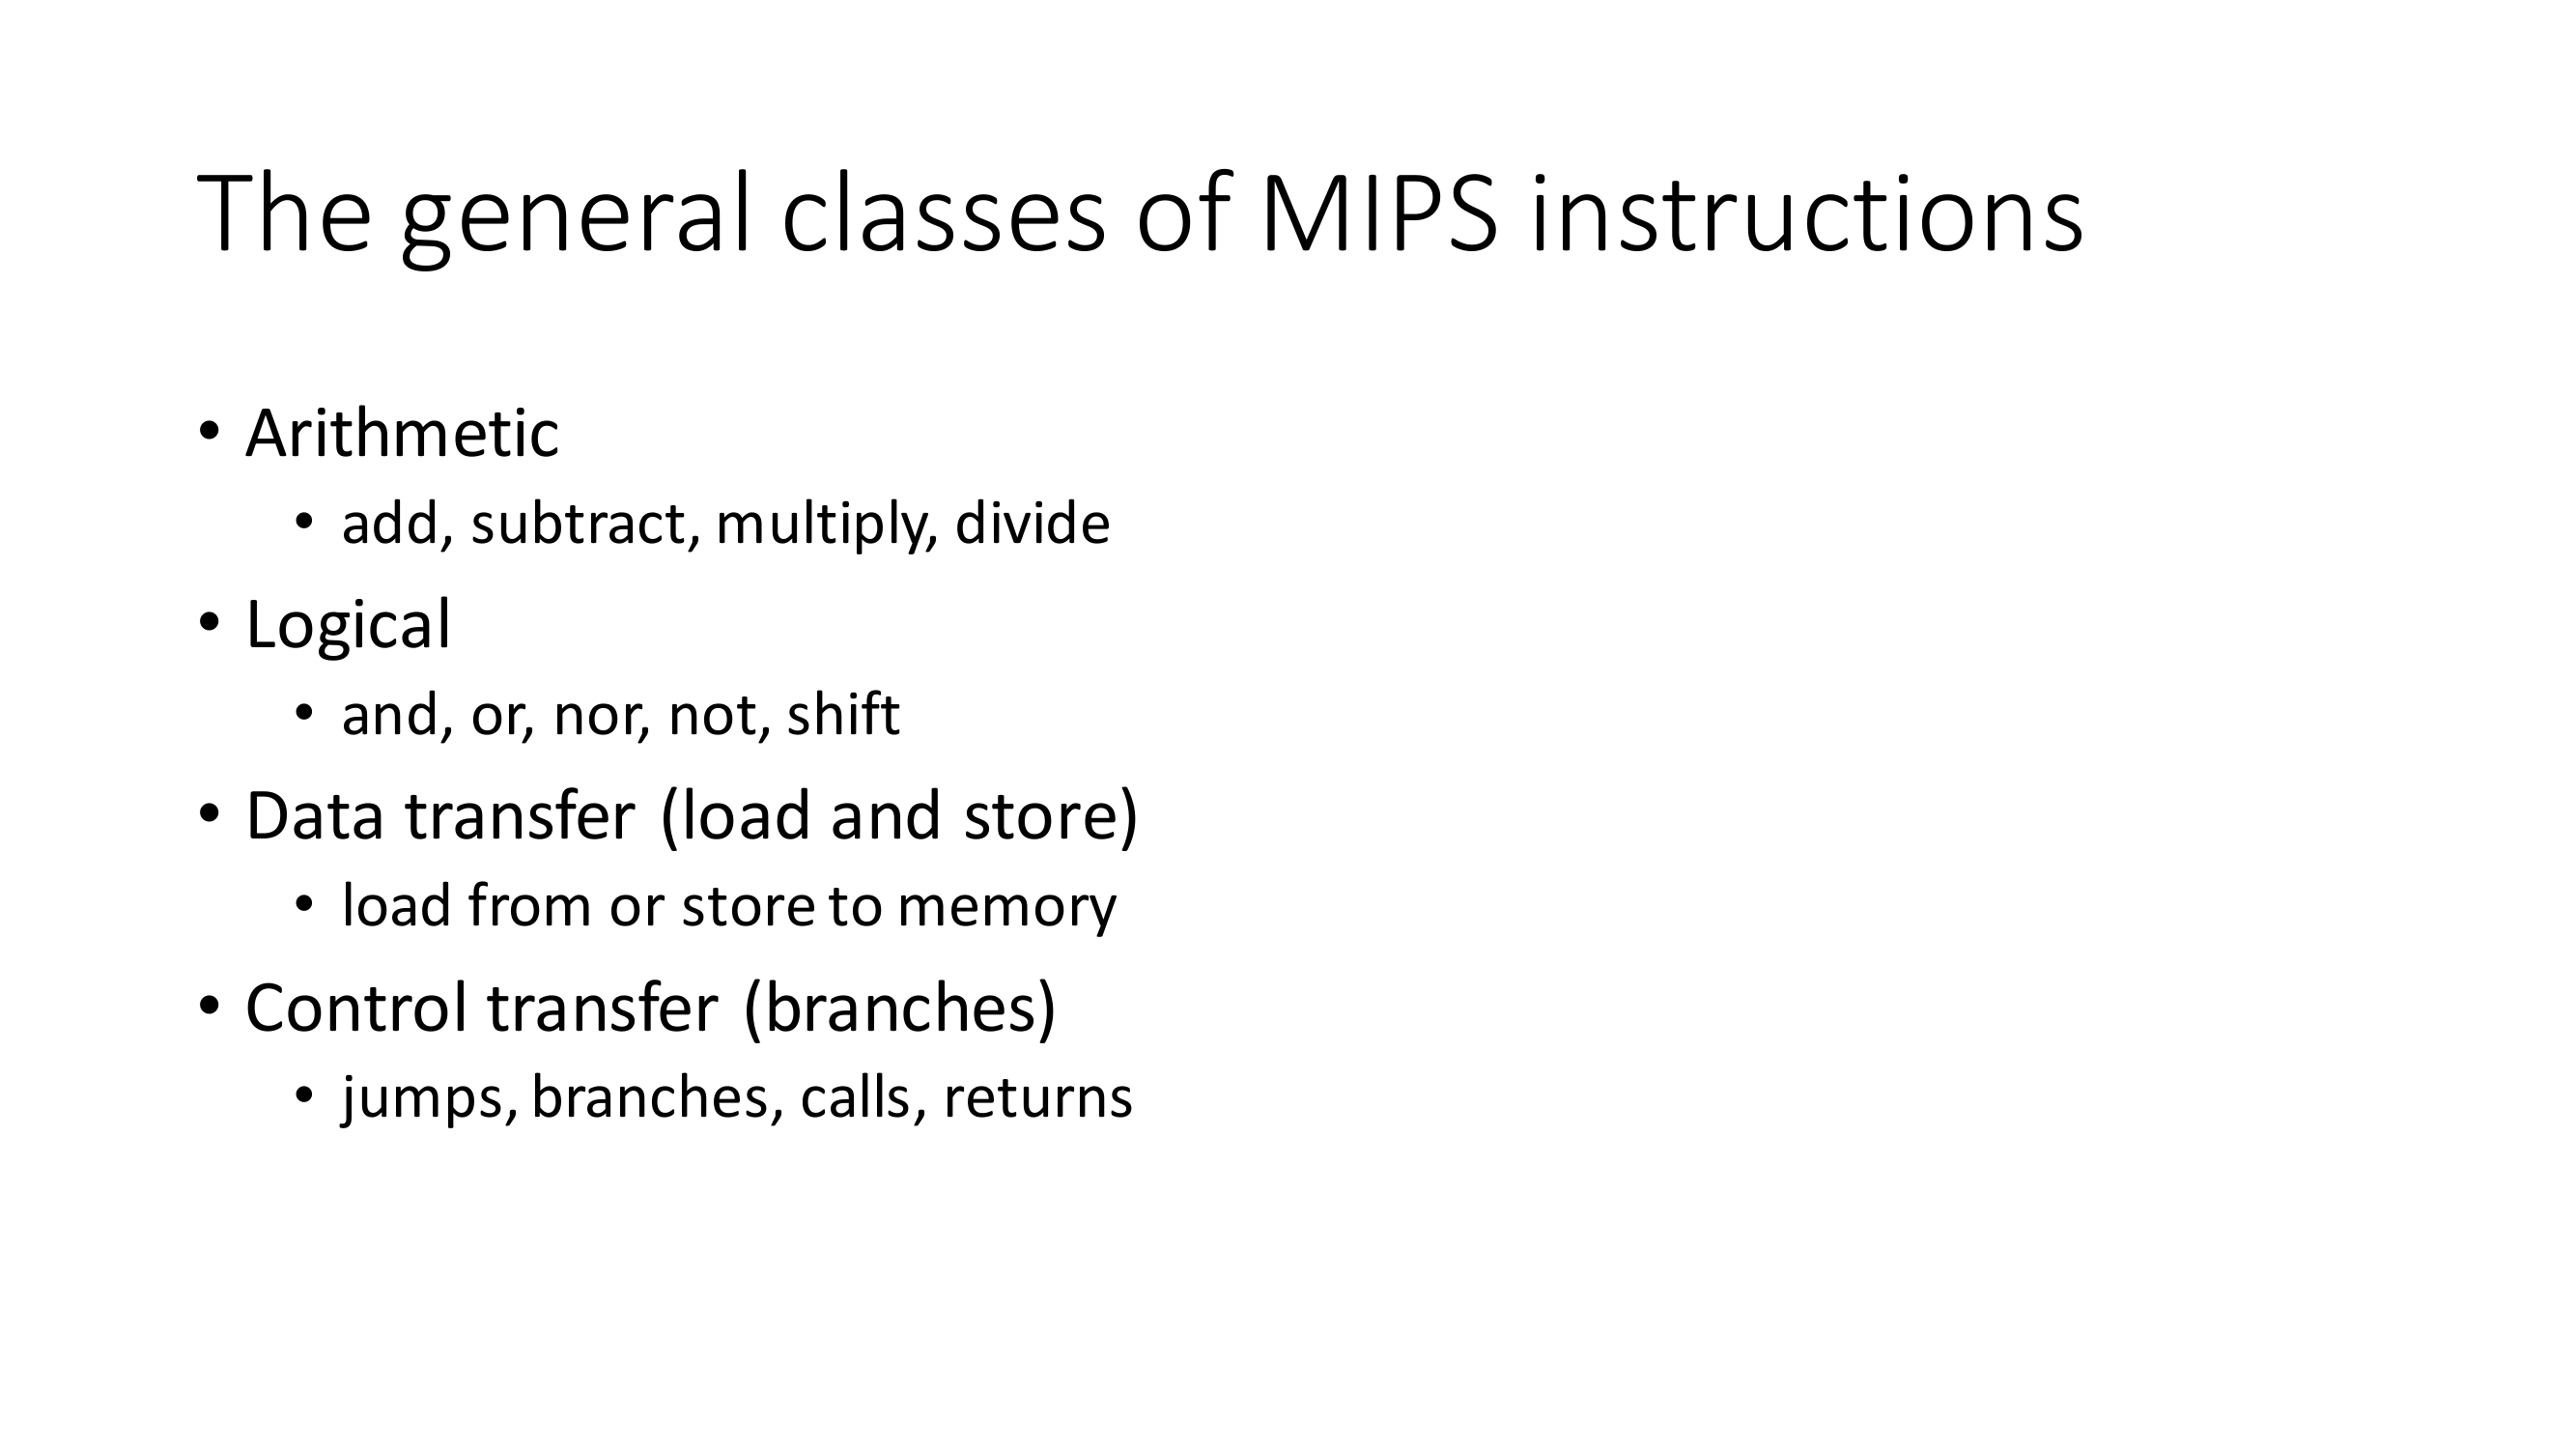 The general classes of MIPS instructions
• Arithmetic
• add, subtract, multiply, divide
• Logical
• and, or, nor, not, shift
• Data transfer (load and store)
• load from or store to memory
• Control transfer (branches)
• jumps, branches, calls, returns